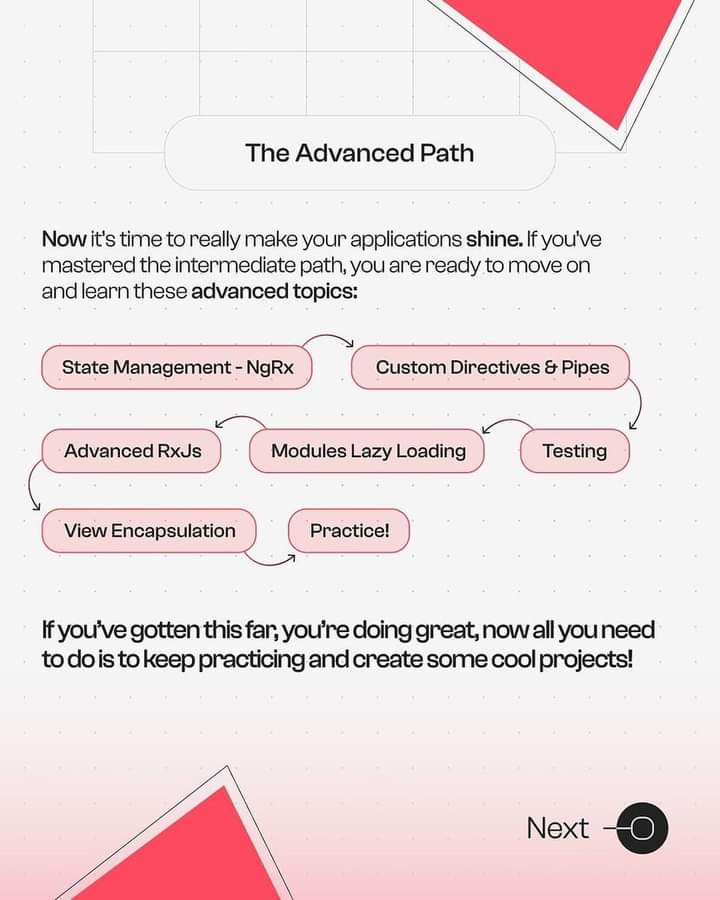 The Advanced Path
Now it's time to really make your applications shine. If you've
mastered the intermediate path, you are ready to move on
and learn these advanced topics:
State Management - NgRx
Custom Directives & Pipes
Testing
Modules Lazy Loading
Advanced RxJs
View Encapsulation
Practice!
If you've gotten this far, you're doing great, now all you need
to do is to keep practicing and create some cool projects!
Next